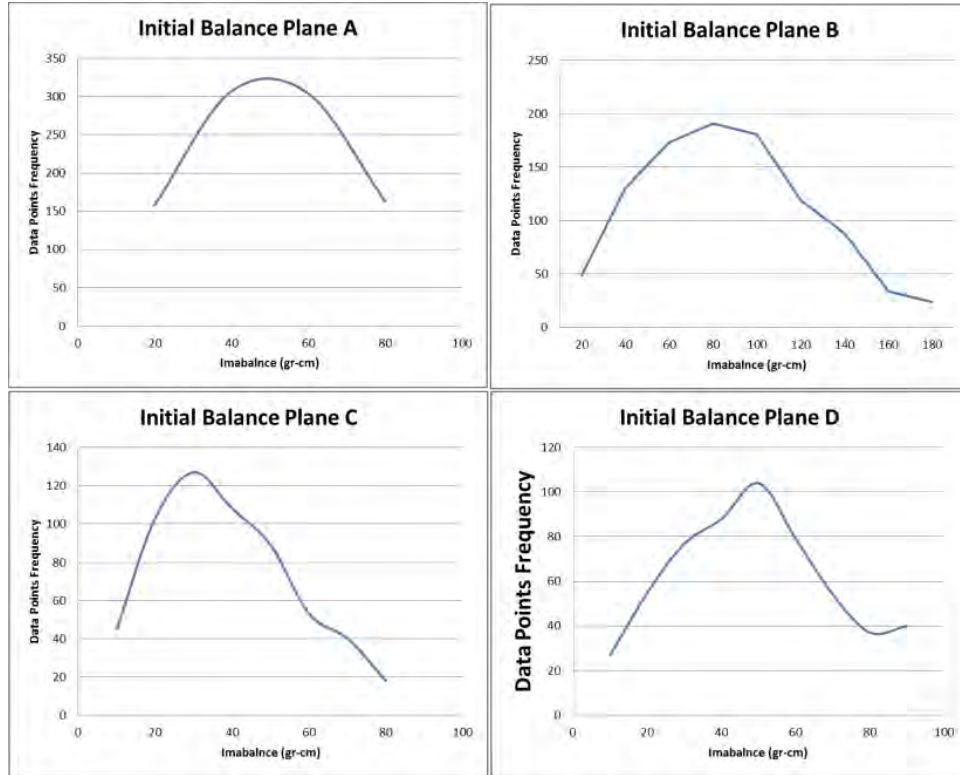 Initial Balance Plane A
Data Points Frequency
350
300
250
200
150
100
50
0
0 20 40 60 80 100
Imabalnce (gr-cm)
Initial Balance Plane B
Data Points Frequency
250
200
150
100
50
0
20 40 60 80 100 120 140 160 180
Imabalnce (gr-cm)
Initial Balance Plane C
Data Points Frequency
140
120
100
80
60
40
20
0
0 20 40 60 80 100
Imabalnce (gr-cm)
Initial Balance Plane D
Data Points Frequency
120
100
80
60
40
20
0
0 20 40 60 80 100
Imabalnce (gr-cm)